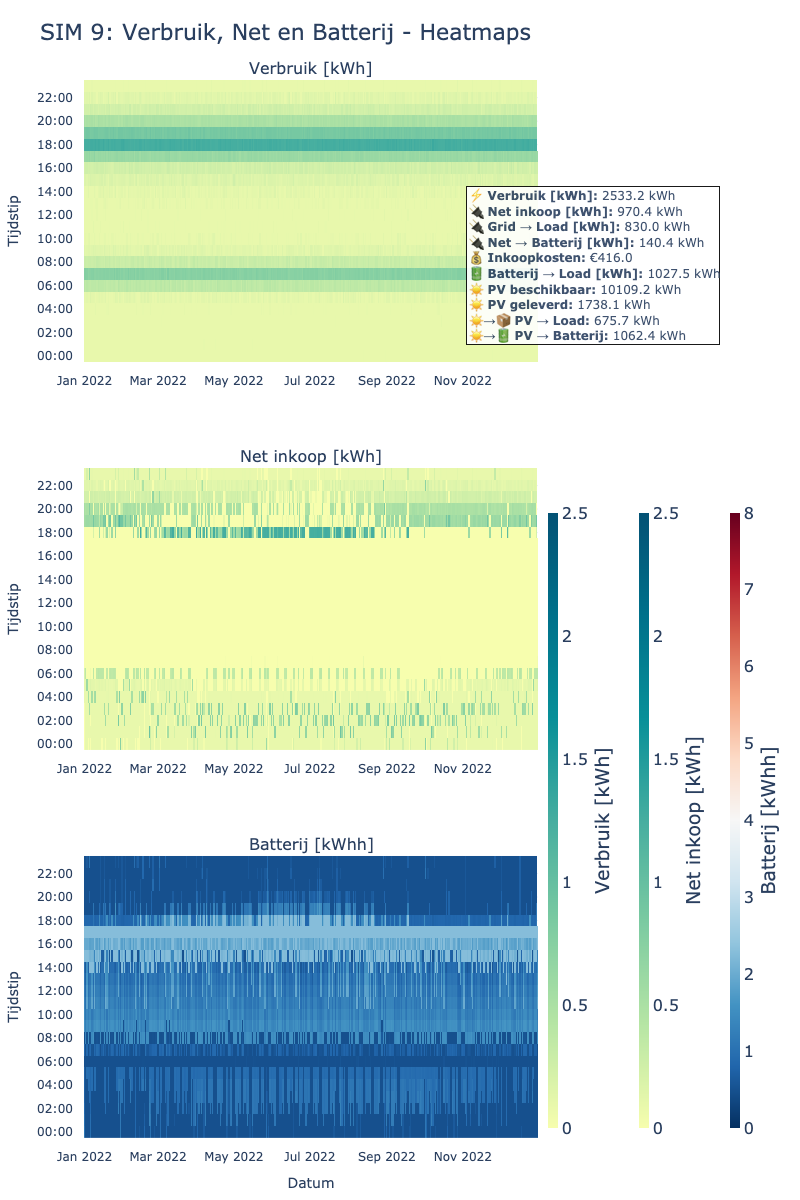 SIM 9: Verbruik, Net en Batterij - Heatmaps
Verbruik [kWh]
22:00
20:00
18:00
16:00
14:00
12:00
10:00
08:00
06:00
04:00
02:00
00:00
Tijdstip
Jan 2022 Mar 2022 May 2022 Jul 2022 Sep 2022 Nov 2022
⚡ Verbruik [kWh]: 2533.2 kWh
🔌 Net inkoop [kWh]: 970.4 kWh
🔌 Grid → Load [kWh]: 830.0 kWh
🔌 Net → Batterij [kWh]: 140.4 kWh
💰 Inkoopkosten: €416.0
🔋 Batterij → Load [kWh]: 1027.5 kWh
☀️ PV beschikbaar: 10109.2 kWh
☀️ PV geleverd: 1738.1 kWh
☀️→📦 PV → Load: 675.7 kWh
☀️→🔋 PV → Batterij: 1062.4 kWh
Net inkoop [kWh]
22:00
20:00
18:00
16:00
14:00
12:00
10:00
08:00
06:00
04:00
02:00
00:00
Tijdstip
Jan 2022 Mar 2022 May 2022 Jul 2022 Sep 2022 Nov 2022
Batterij [kWhh]
22:00
20:00
18:00
16:00
14:00
12:00
10:00
08:00
06:00
04:00
02:00
00:00
Tijdstip
Jan 2022 Mar 2022 May 2022 Jul 2022 Sep 2022 Nov 2022
Datum
2.5
2
1.5
1
0.5
0
Verbruik [kWh]
2.5
2
1.5
1
0.5
0
Net inkoop [kWh]
8
7
6
5
4
3
2
1
0
Batterij [kWhh]